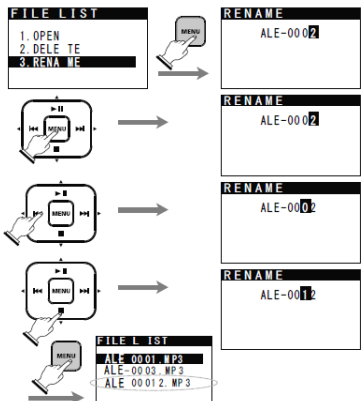 FILE LIST
1. OPEN
2. DELE TE
3. RENA ME
MENU
RENAME
ALE-0002
MENU
RENAME
ALE-0002
MENU
RENAME
ALE-0002
MENU
RENAME
ALE-0012
MENU
FILE L IST
ALE 0001. MP3
ALE-0003. MP3
ALE 00012. MP3